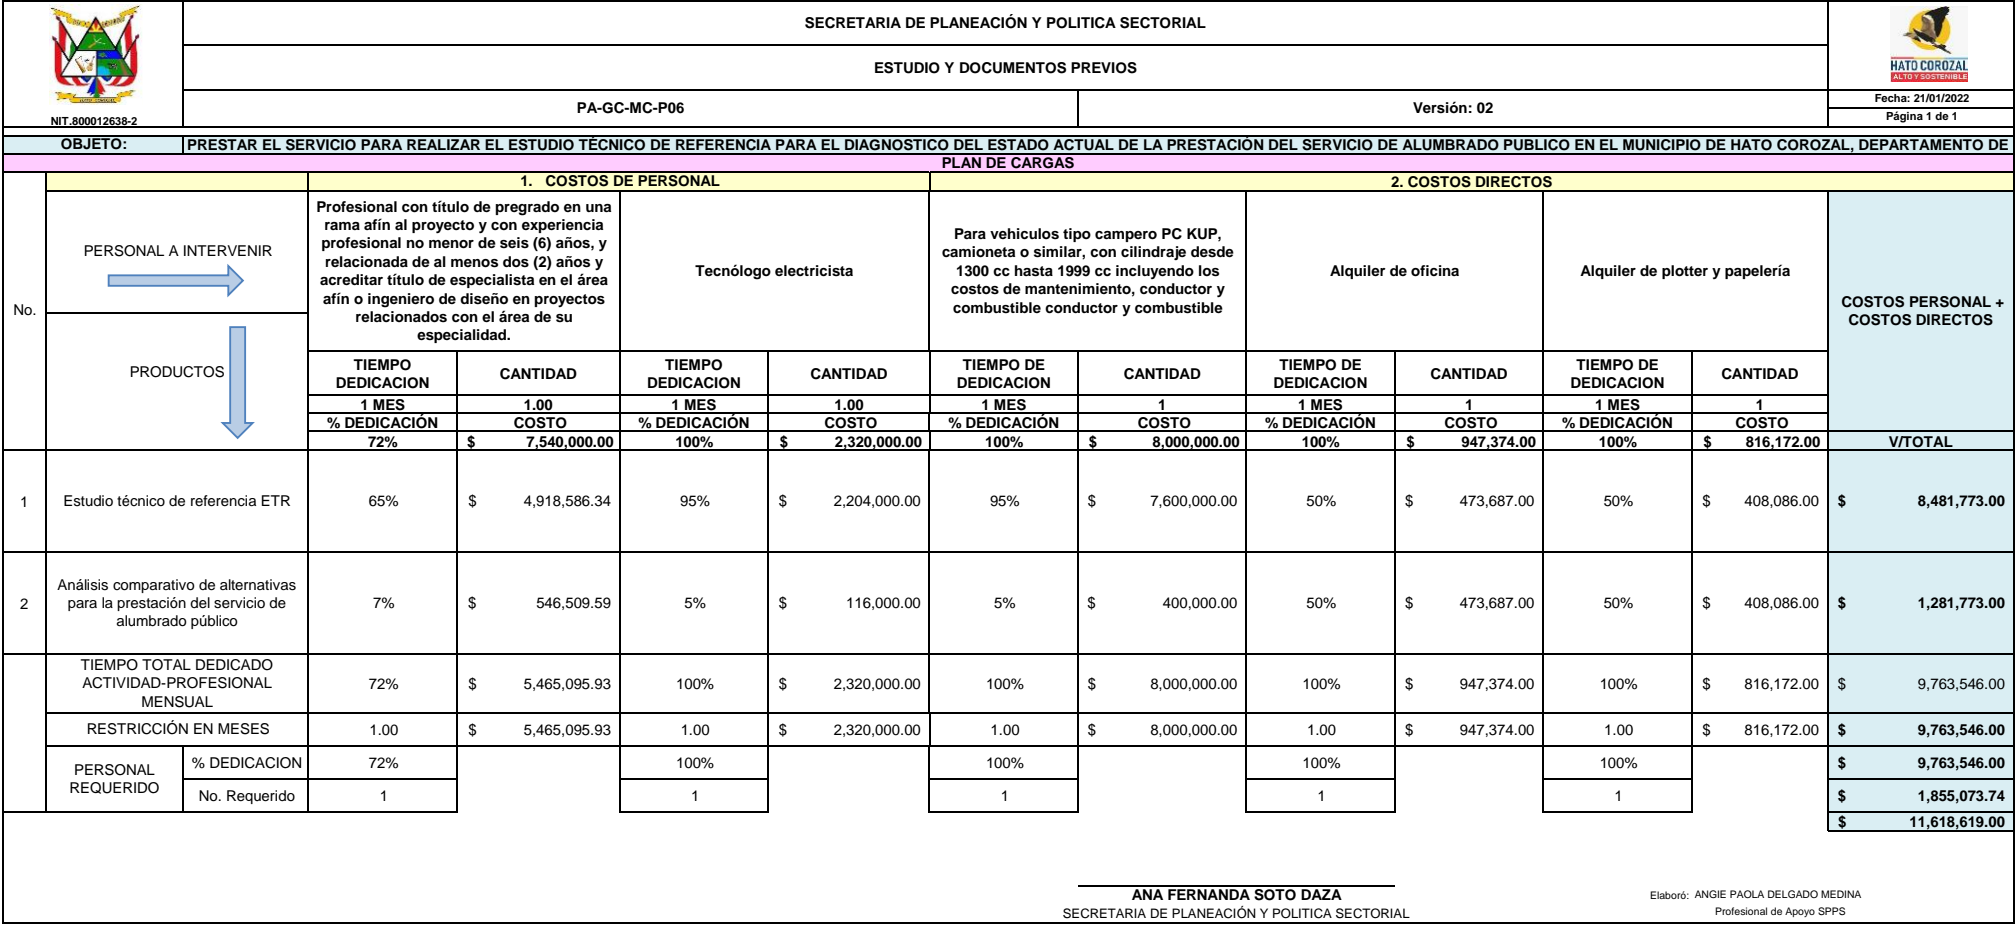 SECRETARIA DE PLANEACIÓN Y POLITICA SECTORIAL
ESTUDIO Y DOCUMENTOS PREVIOS
PA-GC-MC-P06
Versión: 02
NIT.800012638-2
HATO COROZAL
ALTO Y SOSTENIBLE
Fecha: 21/01/2022
Página 1 de 1
OBJETO: PRESTAR EL SERVICIO PARA REALIZAR EL ESTUDIO TÉCNICO DE REFERENCIA PARA EL DIAGNOSTICO DEL ESTADO ACTUAL DE LA PRESTACIÓN DEL SERVICIO DE ALUMBRADO PUBLICO EN EL MUNICIPIO DE HATO COROZAL, DEPARTAMENTO DE
PLAN DE CARGAS
1. COSTOS DE PERSONAL 2. COSTOS DIRECTOS
No.
PERSONAL A INTERVENIR
PRODUCTOS
Profesional con título de pregrado en una
rama afín al proyecto y con experiencia
profesional no menor de seis (6) años, y
relacionada de al menos dos (2) años y
acreditar título de especialista en el área
afín o ingeniero de diseño en proyectos
relacionados con el área de su
especialidad.
Tecnólogo electricista
Para vehiculos tipo campero PC KUP,
camioneta o similar, con cilindraje desde
1300 cc hasta 1999 cc incluyendo los
costos de mantenimiento, conductor y
combustible conductor y combustible
Alquiler de oficina
Alquiler de plotter y papelería
COSTOS PERSONAL +
COSTOS DIRECTOS
TIEMPO
DEDICACION
CANTIDAD
TIEMPO
DEDICACION
CANTIDAD
TIEMPO DE
DEDICACION
CANTIDAD
TIEMPO DE
DEDICACION
CANTIDAD
TIEMPO DE
DEDICACION
CANTIDAD
1 MES 1.00 1 MES 1.00 1 MES 1 1 MES 1 1 MES 1
% DEDICACIÓN COSTO % DEDICACIÓN COSTO % DEDICACIÓN COSTO % DEDICACIÓN COSTO % DEDICACIÓN COSTO
72% $ 7,540,000.00 100% $ 2,320,000.00 100% $ 8,000,000.00 100% $ 947,374.00 100% $ 816,172.00 V/TOTAL
1 Estudio técnico de referencia ETR 65% $ 4,918,586.34 95% $ 2,204,000.00 95% $ 7,600,000.00 50% $ 473,687.00 50% $ 408,086.00 $ 8,481,773.00
2
Análisis comparativo de alternativas
para la prestación del servicio de
alumbrado público
7% $ 546,509.59 5% $ 116,000.00 5% $ 400,000.00 50% $ 473,687.00 50% $ 408,086.00 $ 1,281,773.00
TIEMPO TOTAL DEDICADO
ACTIVIDAD-PROFESIONAL
MENSUAL
72% $ 5,465,095.93 100% $ 2,320,000.00 100% $ 8,000,000.00 100% $ 947,374.00 100% $ 816,172.00 $ 9,763,546.00
RESTRICCIÓN EN MESES 1.00 $ 5,465,095.93 1.00 $ 2,320,000.00 1.00 $ 8,000,000.00 1.00 $ 947,374.00 1.00 $ 816,172.00 $ 9,763,546.00
PERSONAL
REQUERIDO
% DEDICACION 72% 100% 100% 100% 100% $ 9,763,546.00
No. Requerido 1 1 1 1 1 $ 1,855,073.74
$ 11,618,619.00
ANA FERNANDA SOTO DAZA
SECRETARIA DE PLANEACIÓN Y POLITICA SECTORIAL
Elaboró: ANGIE PAOLA DELGADO MEDINA
Profesional de Apoyo SPPS